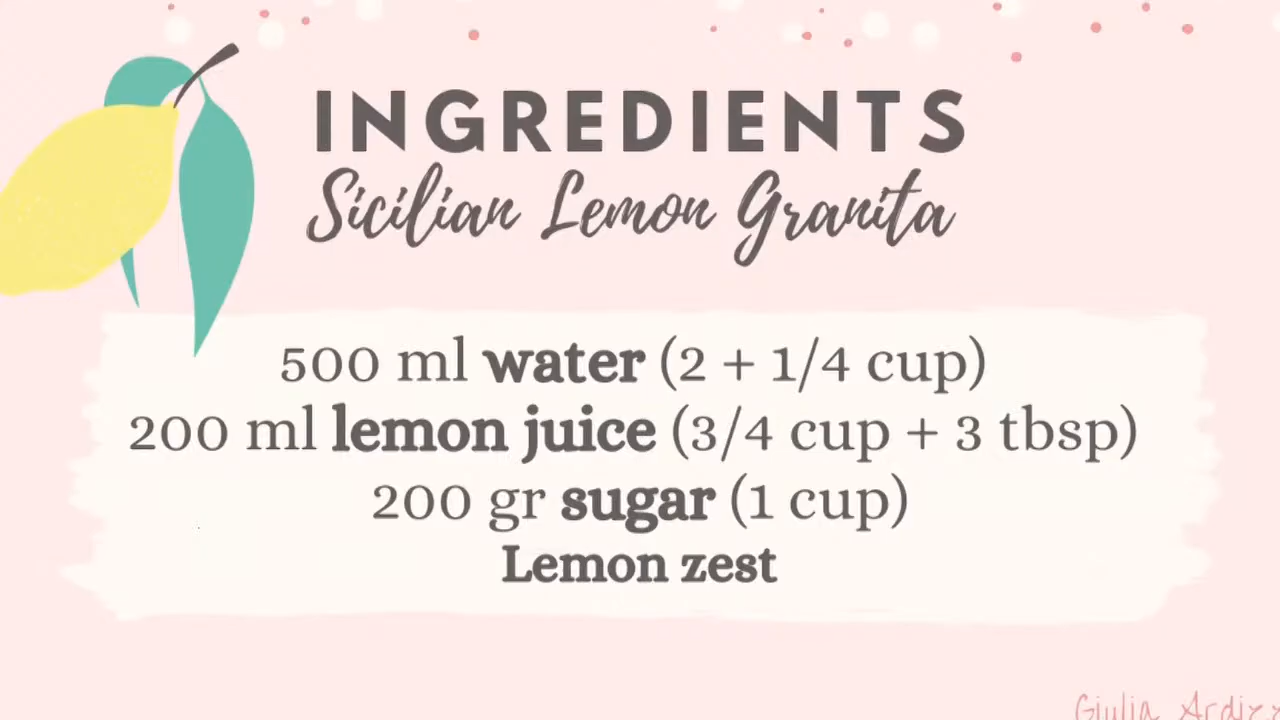 INGREDIENTS
Sicilian Lemon Granita
500 ml water (2 + 1/4 cup)
200 ml lemon juice (3/4 cup + 3 tbsp)
200 gr sugar (1 cup)
Lemon zest
Giulia